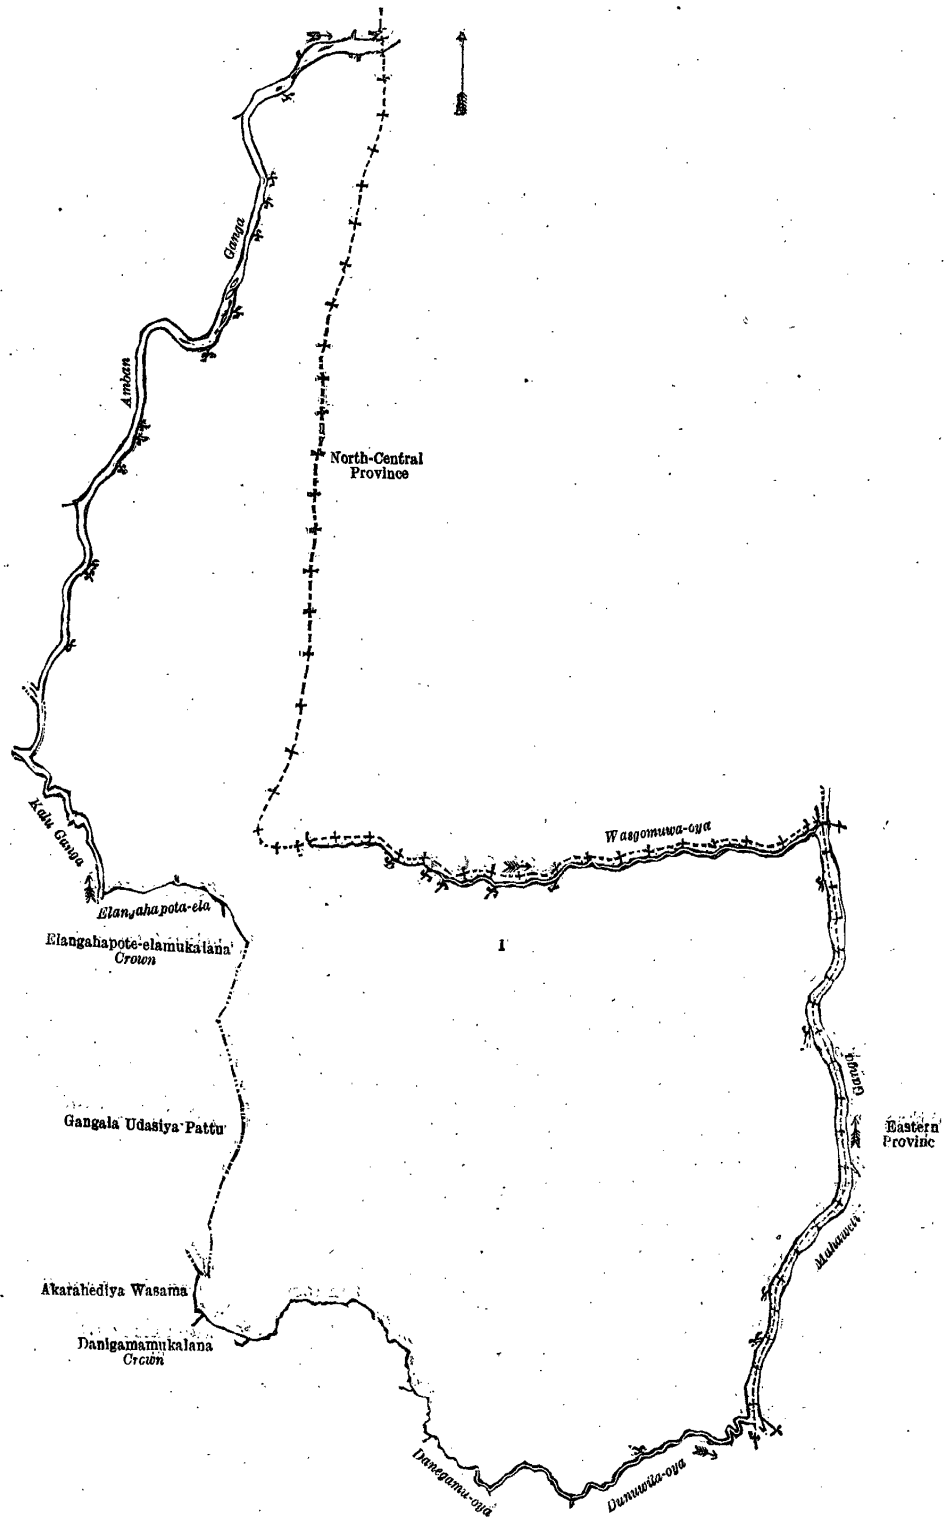 Ganga
Amban
North-Central
Province
Kalu Ganga
Wasgomuwa-oya
Elangahapota-ela
Elangahapote-elamukalana
Crown
1
Ganga
Gangala Udasiya Pattu
Eastern
Provinc
Mahaweli
Akarahediya Wasama
Danigamamukalana
Crown
Danegamu-oya
Dunuwila-oya